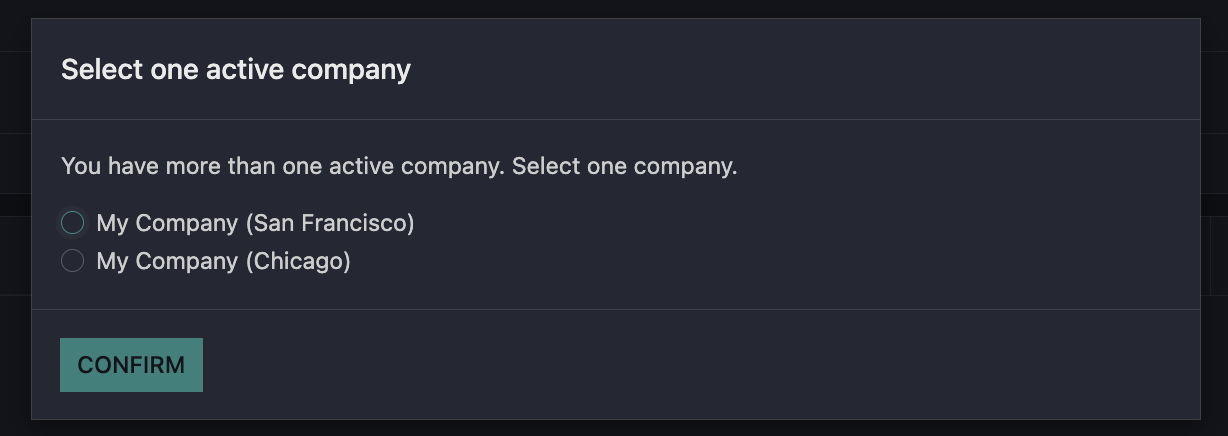 Select one active company
You have more than one active company. Select one company.
My Company (San Francisco)
My Company (Chicago)
CONFIRM